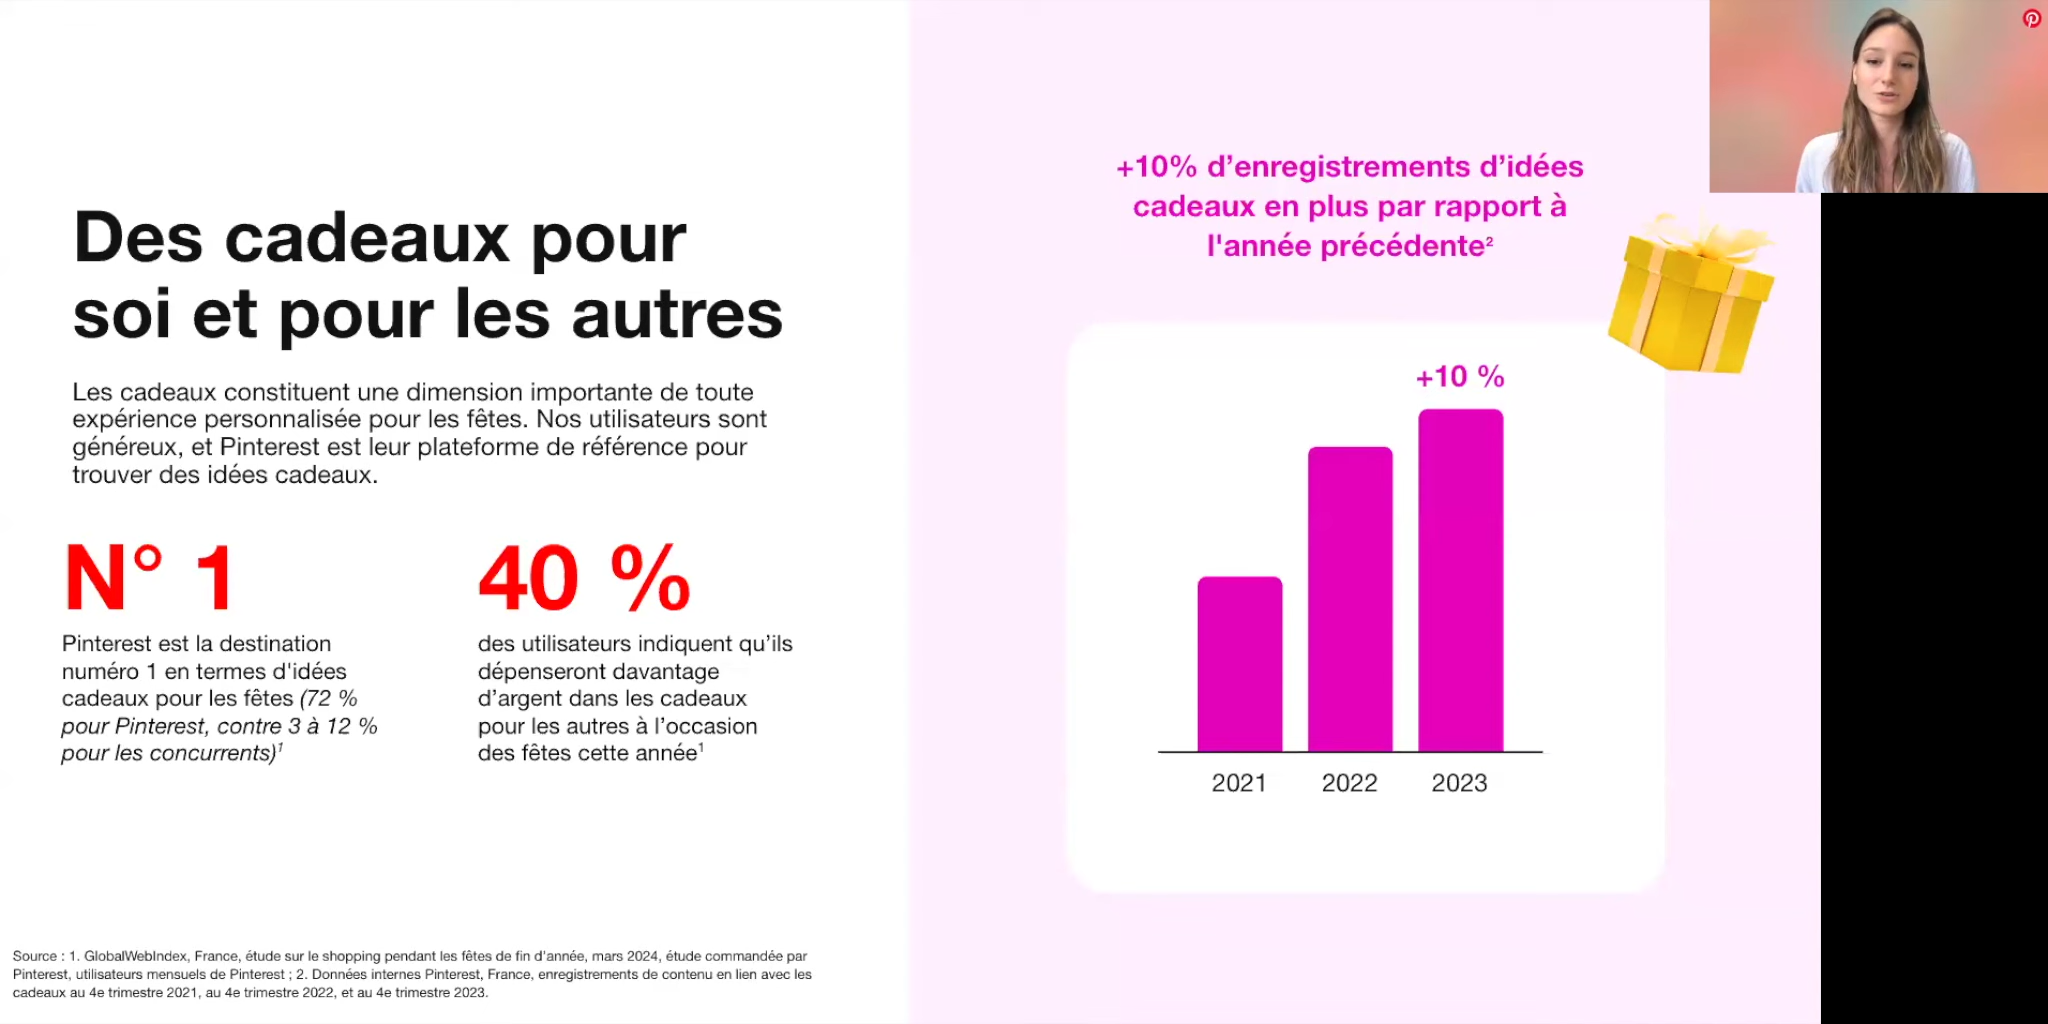 Des cadeaux pour
soi et pour les autres
Les cadeaux constituent une dimension importante de toute
expérience personnalisée pour les fêtes. Nos utilisateurs sont
généreux, et Pinterest est leur plateforme de référence pour
trouver des idées cadeaux.
N° 1
Pinterest est la destination
numéro 1 en termes d'idées
cadeaux pour les fêtes (72 %
pour Pinterest, contre 3 à 12 %
pour les concurrents)¹
40 %
des utilisateurs indiquent qu’ils
dépenseront davantage
d’argent dans les cadeaux
pour les autres à l’occasion
des fêtes cette année¹
Source : 1. GlobalWebIndex, France, étude sur le shopping pendant les fêtes de fin d’année, mars 2024, étude commandée par
Pinterest, utilisateurs mensuels de Pinterest ; 2. Données internes Pinterest, France, enregistrements de contenu en lien avec les
cadeaux au 4e trimestre 2021, au 4e trimestre 2022, et au 4e trimestre 2023.
+10% d’enregistrements d’idées
cadeaux en plus par rapport à
l'année précédente²
+10 %
2021 2022 2023